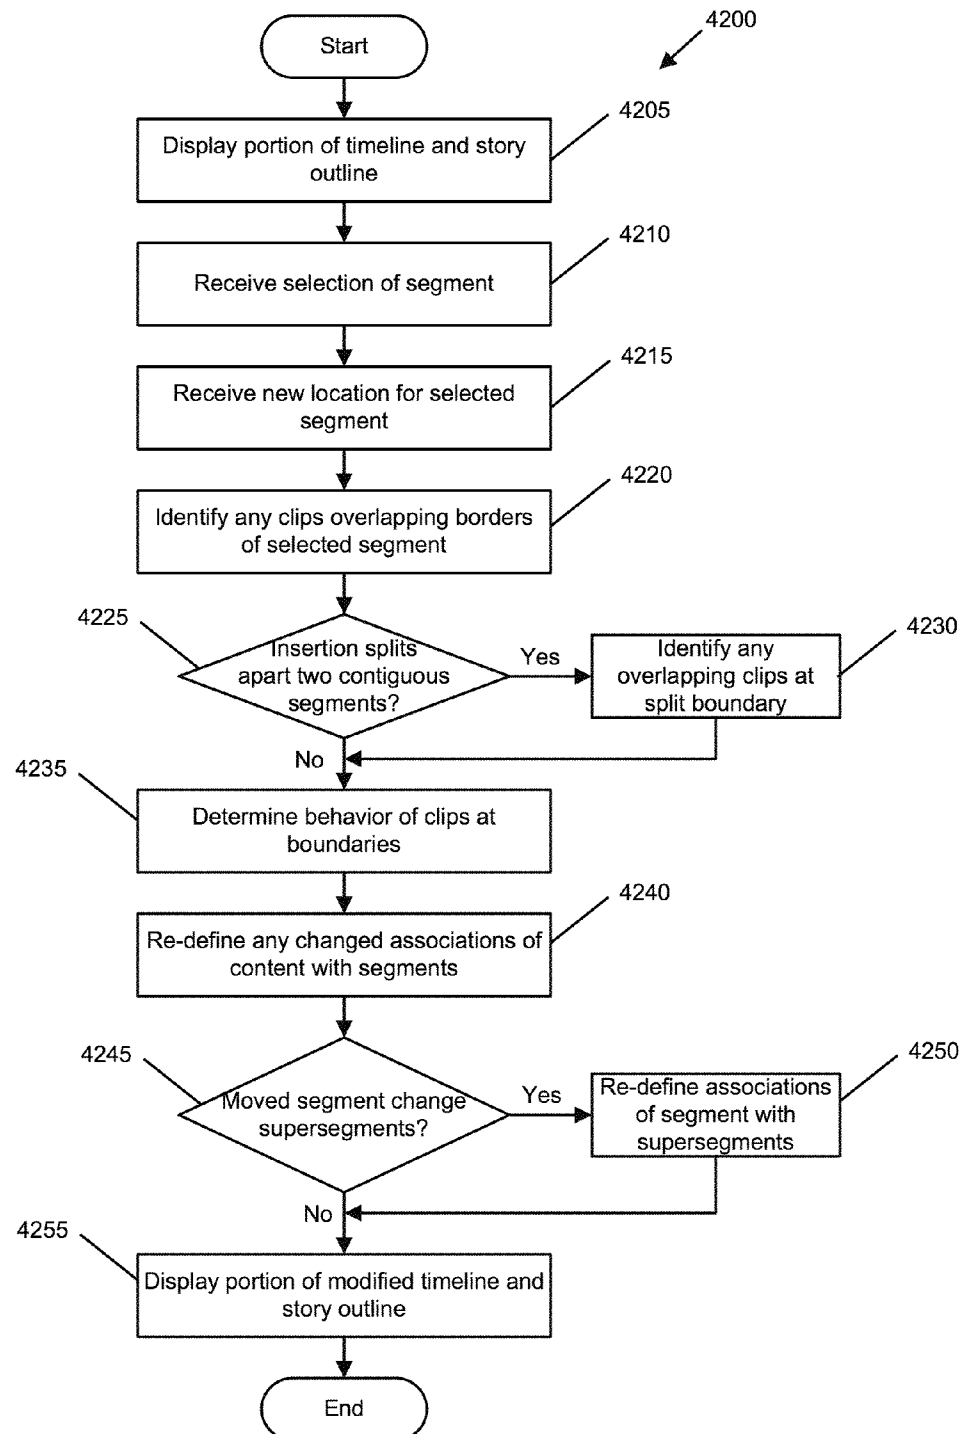 4200
Start
4205
Display portion of timeline and story
outline
4210
Receive selection of segment
4215
Receive new location for selected
segment
4220
Identify any clips overlapping borders
of selected segment
4225
Insertion splits
apart two contiguous
segments?
Yes
4230
Identify any
overlapping clips at
split boundary
No
4235
Determine behavior of clips at
boundaries
4240
Re-define any changed associations of
content with segments
4245
Moved segment change
supersegments?
Yes
4250
Re-define associations
of segment with
supersegments
No
4255
Display portion of modified timeline and
story outline
End